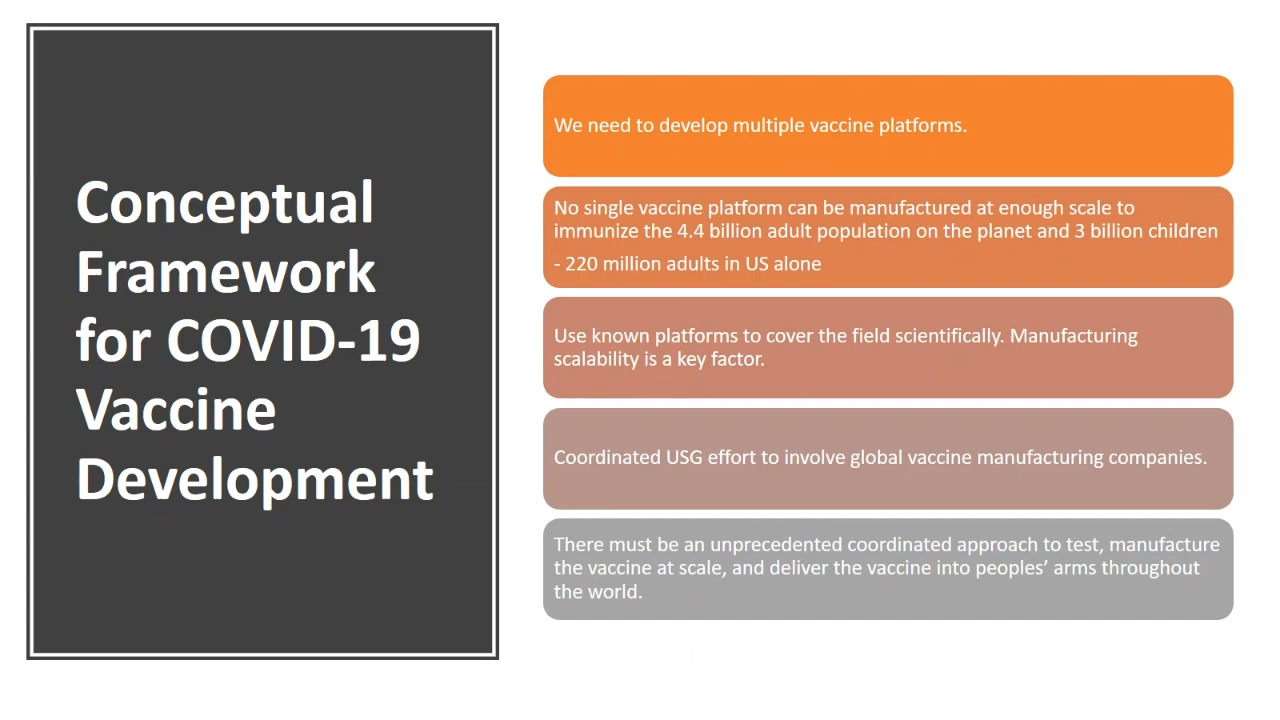 Conceptual
Framework
for COVID-19
Vaccine
Development
We need to develop multiple vaccine platforms.
No single vaccine platform can be manufactured at enough scale to
immunize the 4.4 billion adult population on the planet and 3 billion children
- 220 million adults in US alone
Use known platforms to cover the field scientifically. Manufacturing
scalability is a key factor.
Coordinated USG effort to involve global vaccine manufacturing companies.
There must be an unprecedented coordinated approach to test, manufacture
the vaccine at scale, and deliver the vaccine into peoples’ arms throughout
the world.